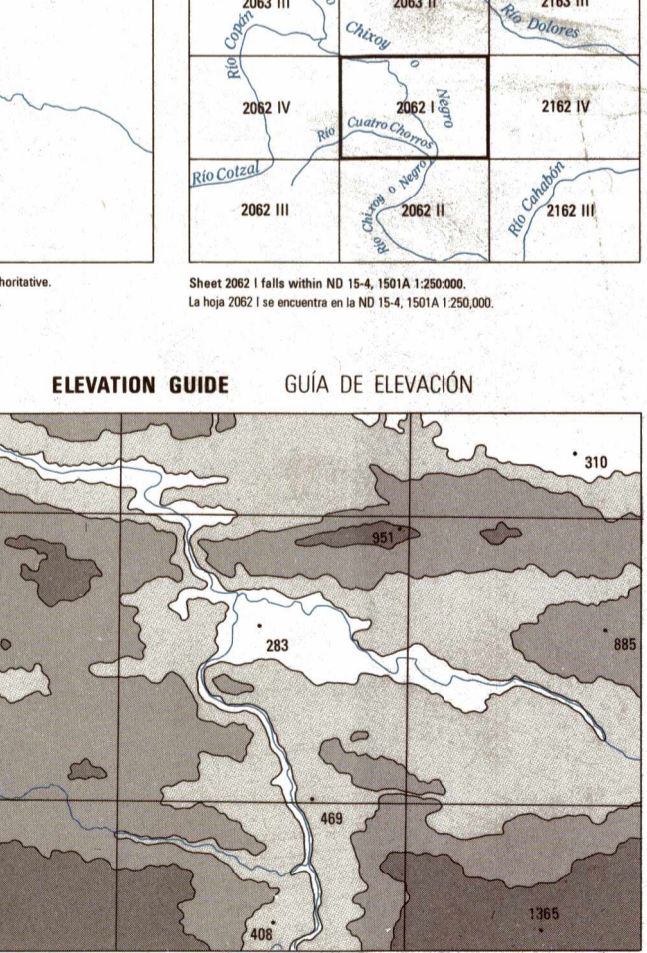 2063 III
2063 II
2163 III
Río Copán
Chixoy
o
Negro
Río Dolores
2062 IV
2062 I
2162 IV
Río Cuatro Chorros
Río Cotzal
2062 III
Río Chixoy o Negro
2062 II
Río Cahabón
2162 III
horitative.
Sheet 2062 I falls within ND 15-4, 1501A 1:250:000.
La hoja 2062 I se encuentra en la ND 15-4, 1501A 1:250,000.
ELEVATION GUIDE GUÍA DE ELEVACIÓN
310
951
283
885
469
1365
408